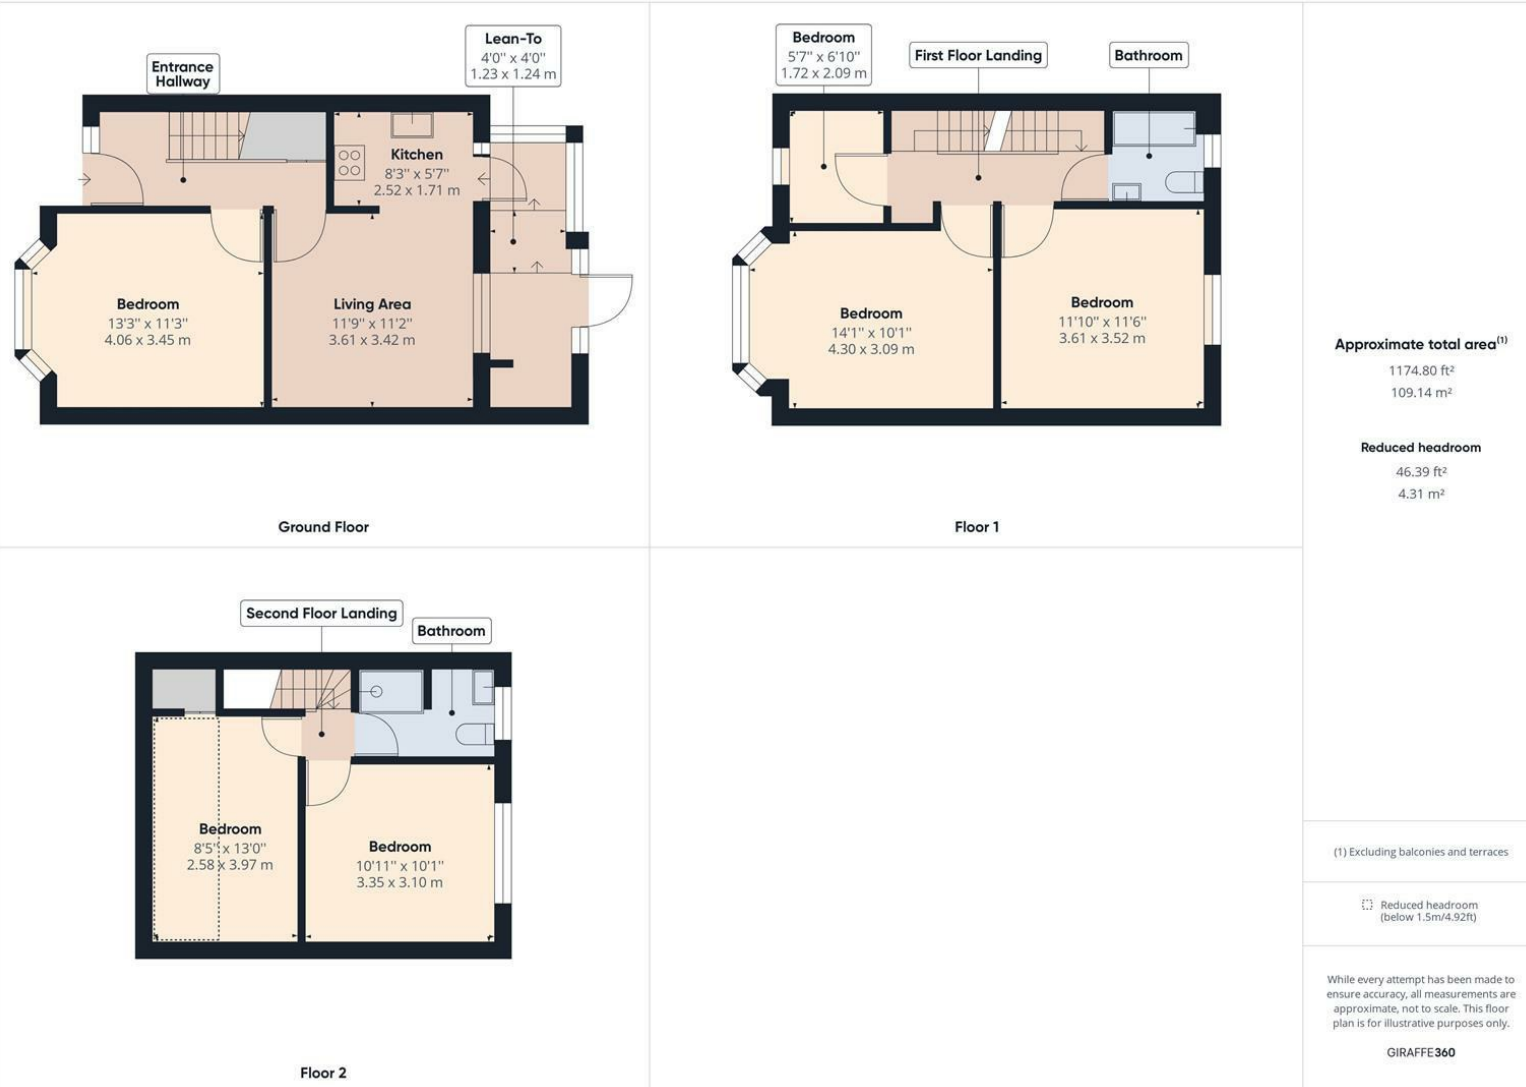 Entrance
Hallway
Lean-To
4'0" x 4'0"
1.23 x 1.24 m
Kitchen
8'3" x 5'7"
2.52 x 1.71 m
Bedroom
13'3" x 11'3"
4.06 x 3.45 m
Living Area
11'9" x 11'2"
3.61 x 3.42 m
Ground Floor
Bedroom
5'7" x 6'10"
1.72 x 2.09 m
First Floor Landing
Bathroom
Bedroom
14'1" x 10'1"
4.30 x 3.09 m
Bedroom
11'10" x 11'6"
3.61 x 3.52 m
Floor 1
Second Floor Landing
Bathroom
Bedroom
8'5" x 13'0"
2.58 x 3.97 m
Bedroom
10'11" x 10'1"
3.35 x 3.10 m
Floor 2
Approximate total area(1)
1174.80 ft²
109.14 m²
Reduced headroom
46.39 ft²
4.31 m²
(1) Excluding balconies and terraces
Reduced headroom
(below 1.5m/4.92ft)
While every attempt has been made to
ensure accuracy, all measurements are
approximate, not to scale. This floor
plan is for illustrative purposes only.
GIRAFFE360